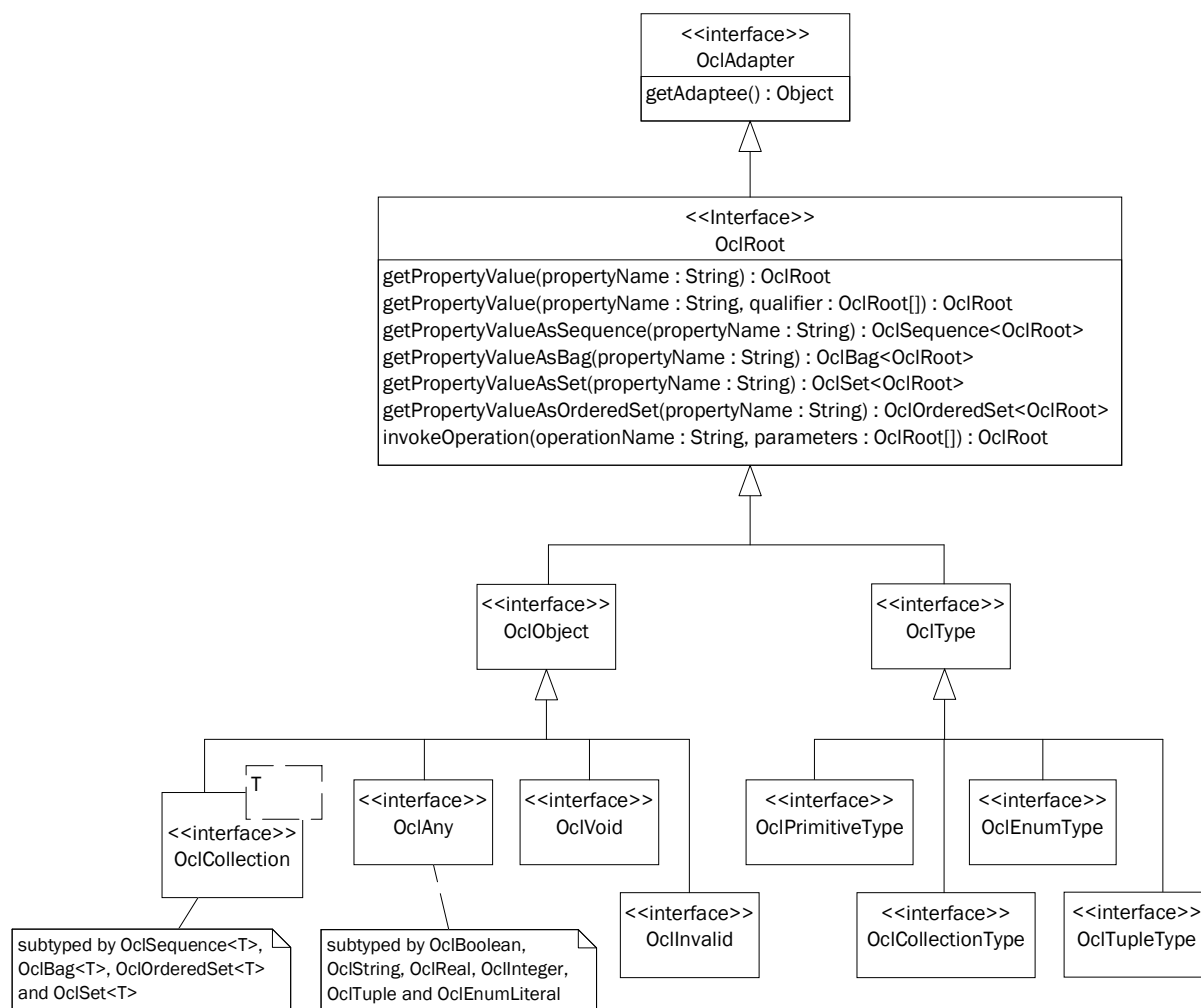 <<interface>>
OclAdapter
getAdaptee() : Object
<<Interface>>
OclRoot
getPropertyValue(propertyName : String) : OclRoot
getPropertyValue(propertyName : String, qualifier : OclRoot[]) : OclRoot
getPropertyValueAsSequence(propertyName : String) : OclSequence<OclRoot>
getPropertyValueAsBag(propertyName : String) : OclBag<OclRoot>
getPropertyValueAsSet(propertyName : String) : OclSet<OclRoot>
getPropertyValueAsOrderedSet(propertyName : String) : OclOrderedSet<OclRoot>
invokeOperation(operationName : String, parameters : OclRoot[]) : OclRoot
<<interface>>
OclObject
<<interface>>
OclType
T
<<interface>>
OclCollection
<<interface>>
OclAny
<<interface>>
OclVoid
<<interface>>
OclInvalid
<<interface>>
OclPrimitiveType
<<interface>>
OclEnumType
<<interface>>
OclCollectionType
<<interface>>
OclTupleType
subtyped by OclSequence<T>,
OclBag<T>, OclOrderedSet<T>
and OclSet<T>
subtyped by OclBoolean,
OclString, OclReal, OclInteger,
OclTuple and OclEnumLiteral